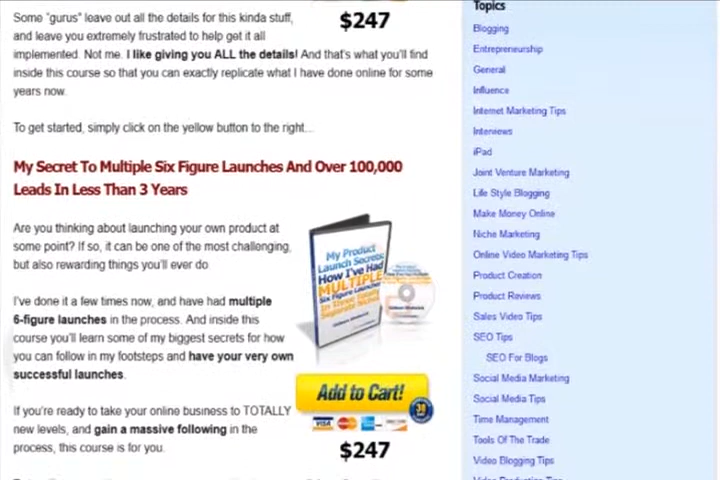 Some "gurus" leave out all the details for this kinda stuff,
and leave you extremely frustrated to help get it all
implemented. Not me. I like giving you ALL the details! And that's what you'll find
inside this course so that you can exactly replicate what I have done online for some
years now.
$247
To get started, simply click on the yellow button to the right...
My Secret To Multiple Six Figure Launches And Over 100,000
Leads In Less Than 3 Years
Are you thinking about launching your own product at
some point? If so, it can be one of the most challenging,
but also rewarding things you'll ever do
I've done it a few times now, and have had multiple
6-figure launches in the process. And inside this
course you'll learn some of my biggest secrets for how
you can follow in my footsteps and have your very own
successful launches.
If you're ready to take your online business to TOTALLY
new levels, and gain a massive following in the
process, this course is for you.
My Product
Launch Secrets:
How I've Had
MULTIPLE
Six Figure Launches
In Three Totally
Separate Niches
Add to Cart!
VISA
$247
Topics
Blogging
Entrepreneurship
General
Influence
Internet Marketing Tips
Interviews
iPad
Joint Venture Marketing
Life Style Blogging
Make Money Online
Niche Marketing
Online Video Marketing Tips
Product Creation
Product Reviews
Sales Video Tips
SEO Tips
SEO For Blogs
Social Media Marketing
Social Media Tips
Time Management
Tools Of The Trade
Video Blogging Tips
Video Production Tips